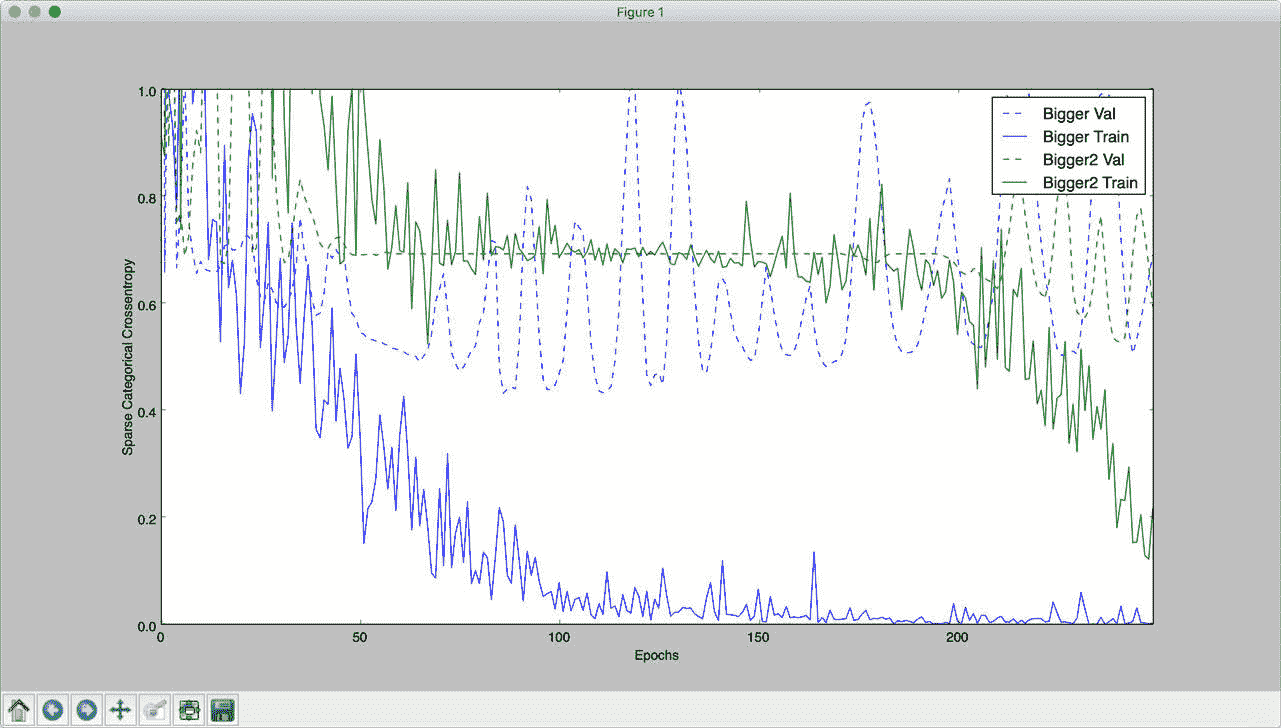 Figure 1
1.0
0.8
0.6
0.4
0.2
0.0
Sparse Categorical Crossentropy
0
50
100
150
200
Epochs
Bigger Val
Bigger Train
Bigger2 Val
Bigger2 Train